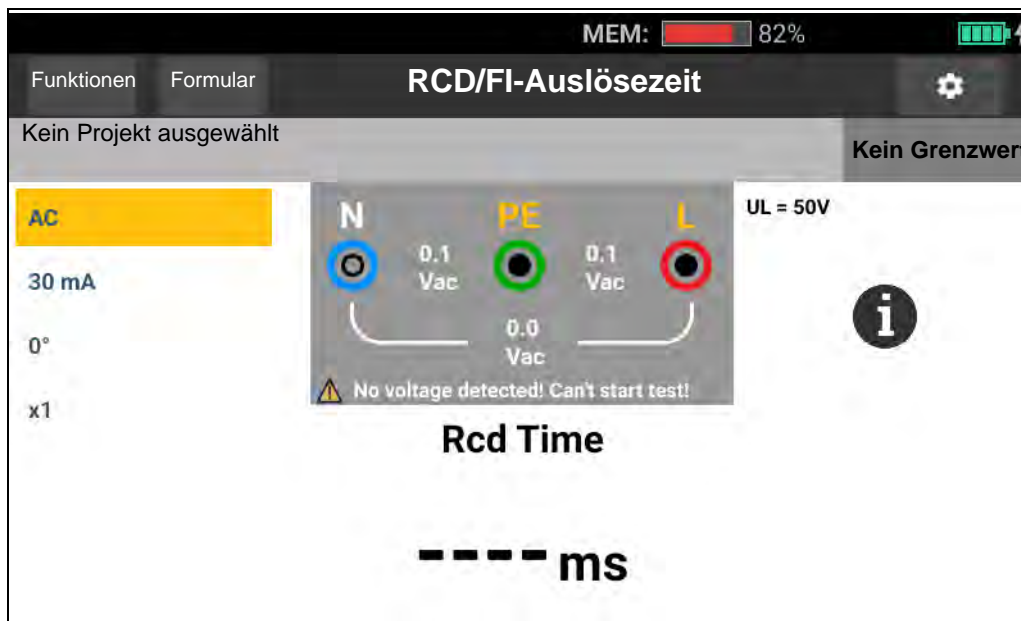 MEM: 82%
Funktionen Formular RCD/FI-Auslösezeit
Kein Projekt ausgewählt
Kein Grenzwert
AC
30 mA
0°
x1
N PE L
0.1 Vac
0.1 Vac
0.0 Vac
No voltage detected! Can't start test!
UL = 50V
i
Rcd Time
---- ms